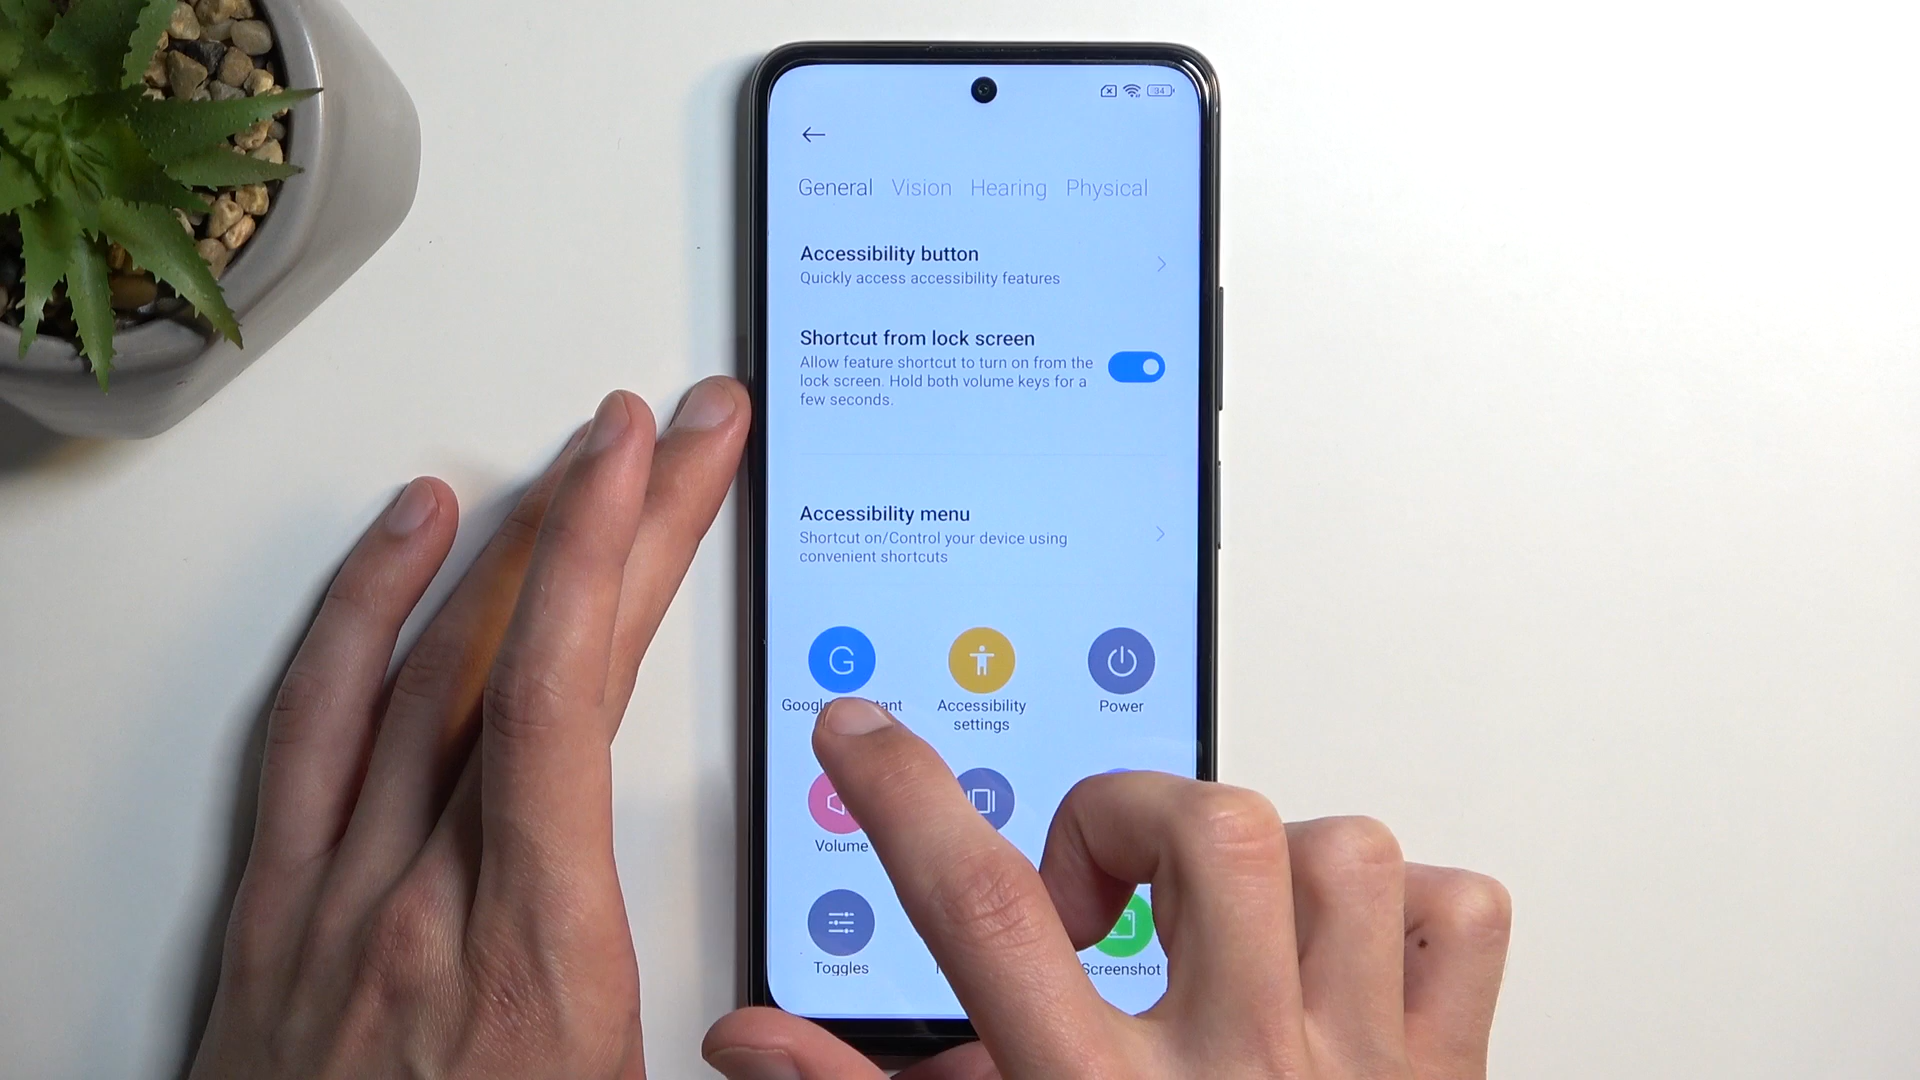 34
General Vision Hearing Physical
Accessibility button
Quickly access accessibility features
Shortcut from lock screen
Allow feature shortcut to turn on from the
lock screen. Hold both volume keys for a
few seconds.
Accessibility menu
Shortcut on/Control your device using
convenient shortcuts
G
Accessibility Power
settings
Volume
Toggles Screenshot